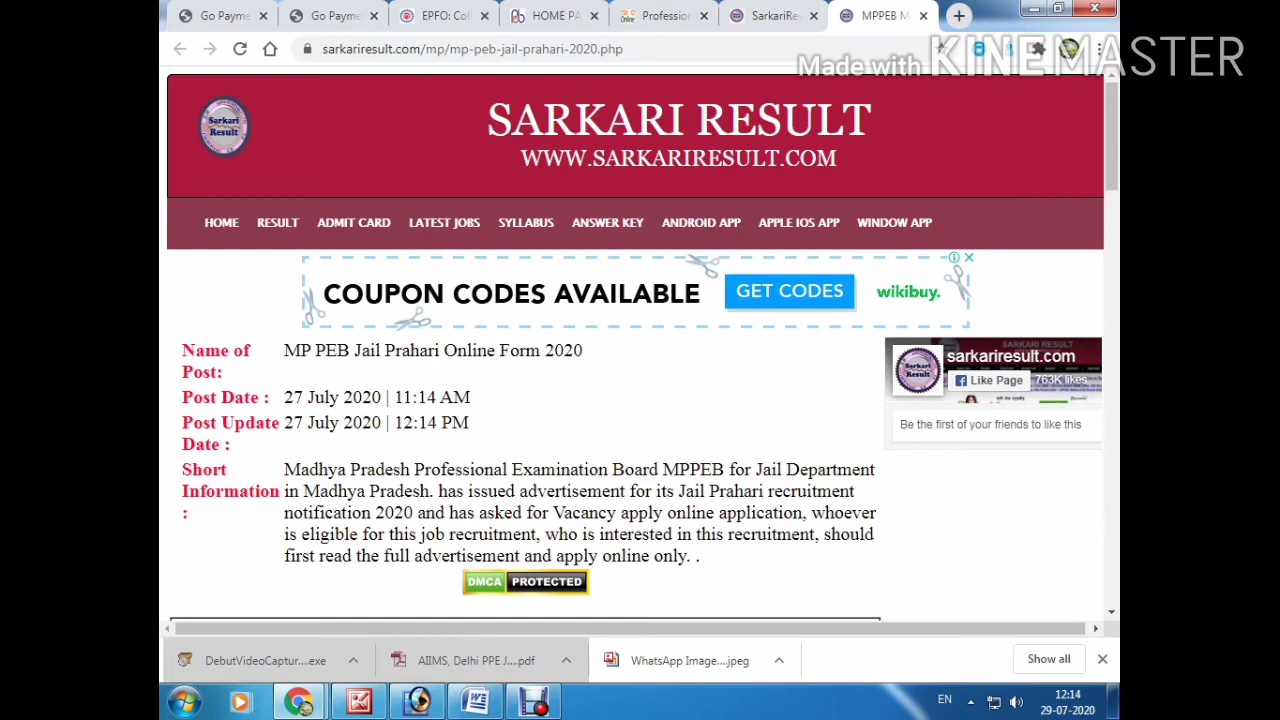 Go Payme
Go Payme
EPFO: Col
HOME PA
Profession
SarkariRes
MPPEB M
sarkariresult.com/mp/mp-peb-jail-prahari-2020.php
Made with KINEMASTER
Sarkari
Result
SARKARI RESULT
WWW.SARKARIRESULT.COM
HOME RESULT ADMIT CARD LATEST JOBS SYLLABUS ANSWER KEY ANDROID APP APPLE IOS APP WINDOW APP
COUPON CODES AVAILABLE GET CODES wikibuy.
Name of MP PEB Jail Prahari Online Form 2020
Post:
Post Date : 27 July 2020 | 11:14 AM
Post Update 27 July 2020 | 12:14 PM
Date :
Short Madhya Pradesh Professional Examination Board MPPEB for Jail Department
Information in Madhya Pradesh. has issued advertisement for its Jail Prahari recruitment
: notification 2020 and has asked for Vacancy apply online application, whoever
is eligible for this job recruitment, who is interested in this recruitment, should
first read the full advertisement and apply online only. .
DMCA PROTECTED
SARKARI RESULT
Sarkari
Result
sarkariresult.com
Like Page 763K likes
Be the first of your friends to like this
DebutVideoCaptur....exe
AIIMS, Delhi PPE J....pdf
WhatsApp Image....jpeg
Show all
EN
12:14
29-07-2020